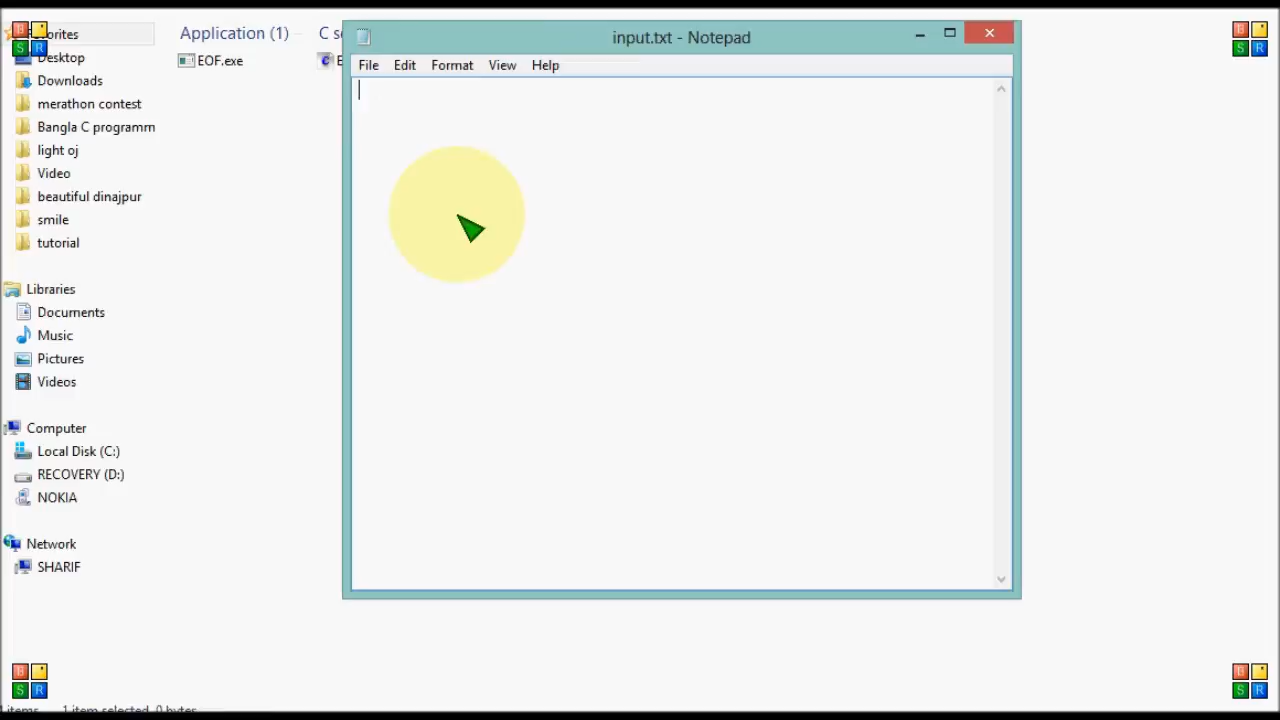 input.txt - Notepad
File Edit Format View Help
Desktop
Downloads
merathon contest
Bangla C programm
light oj
Video
beautiful dinajpur
smile
tutorial
Libraries
Documents
Music
Pictures
Videos
Computer
Local Disk (C:)
RECOVERY (D:)
NOKIA
Network
SHARIF
Application (1)
EOF.exe
C
B
S
R
B
S
R
B
S
R
B
S
R
1 item selected 0 bytes